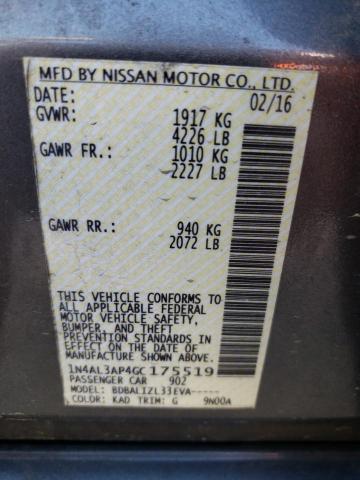 MFD BY NISSAN MOTOR CO., LTD.
DATE: 02/16
GVWR: 1917 KG
4226 LB
GAWR FR.: 1010 KG
2227 LB
GAWR RR.: 940 KG
2072 LB
THIS VEHICLE CONFORMS TO
ALL APPLICABLE FEDERAL
MOTOR VEHICLE SAFETY,
BUMPER, AND THEFT
PREVENTION STANDARDS
IN EFFECT ON THE DATE OF
MANUFACTURE SHOWN ABOVE.
1N4AL3AP4GC175519
PASSENGER CAR 902
MODEL: BDBALIZL33EVA-----
COLOR: KAD TRIM: G 9N00A